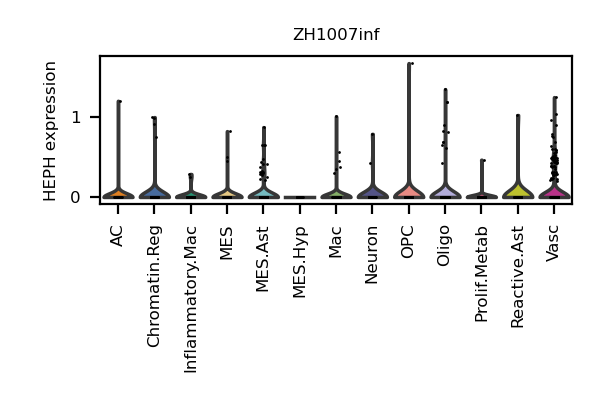 ZH1007inf
HEPH expression
1
0
AC
Chromatin.Reg
Inflammatory.Mac
MES
MES.Ast
MES.Hyp
Mac
Neuron
OPC
Oligo
Prolif.Metab
Reactive.Ast
Vasc